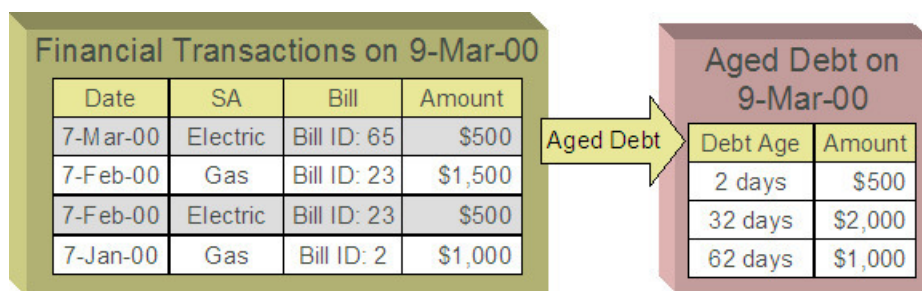 Financial Transactions on 9-Mar-00
Date SA Bill Amount
7-Mar-00 Electric Bill ID: 65 $500
7-Feb-00 Gas Bill ID: 23 $1,500
7-Feb-00 Electric Bill ID: 23 $500
7-Jan-00 Gas Bill ID: 2 $1,000
Aged Debt
Aged Debt on
9-Mar-00
Debt Age Amount
2 days $500
32 days $2,000
62 days $1,000